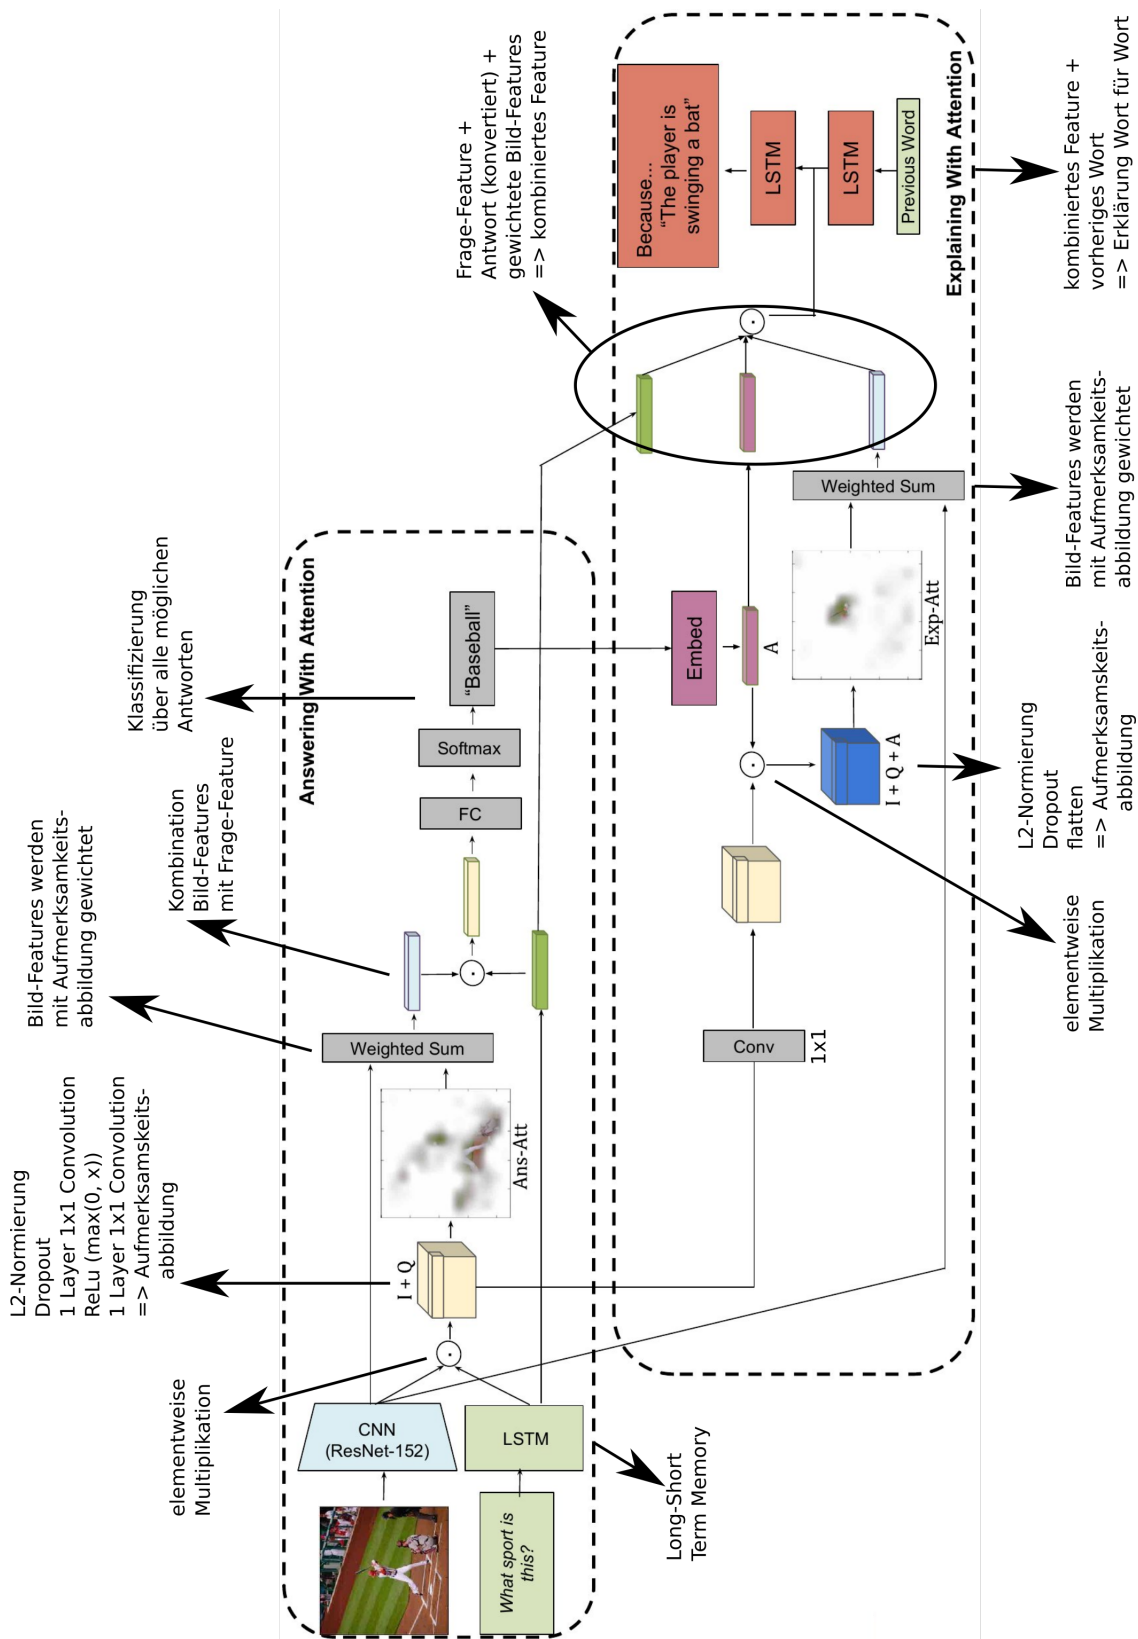 L2-Normierung
Dropout
1 Layer 1x1 Convolution
ReLu (max(0, x))
1 Layer 1x1 Convolution
=> Aufmerksamskeits-
abbildung
Bild-Features werden
mit Aufmerksamkeits-
abbildung gewichtet
Kombination
Bild-Features
mit Frage-Feature
Klassifizierung
über alle möglichen
Antworten
elementweise
Multiplikation
Answering With Attention
CNN
(ResNet-152)
What sport is
this?
LSTM
I + Q
Ans-Att
Weighted Sum
FC
Softmax
“Baseball”
Long-Short
Term Memory
Frage-Feature +
Antwort (konvertiert) +
gewichtete Bild-Features
=> kombiniertes Feature
Conv
1x1
Embed
A
I + Q + A
Exp-Att
Weighted Sum
Because...
“The player is
swinging a bat”
LSTM
LSTM
Previous Word
Explaining With Attention
elementweise
Multiplikation
L2-Normierung
Dropout
flatten
=> Aufmerksamskeits-
abbildung
Bild-Features werden
mit Aufmerksamkeits-
abbildung gewichtet
kombiniertes Feature +
vorheriges Wort
=> Erklärung Wort für Wort